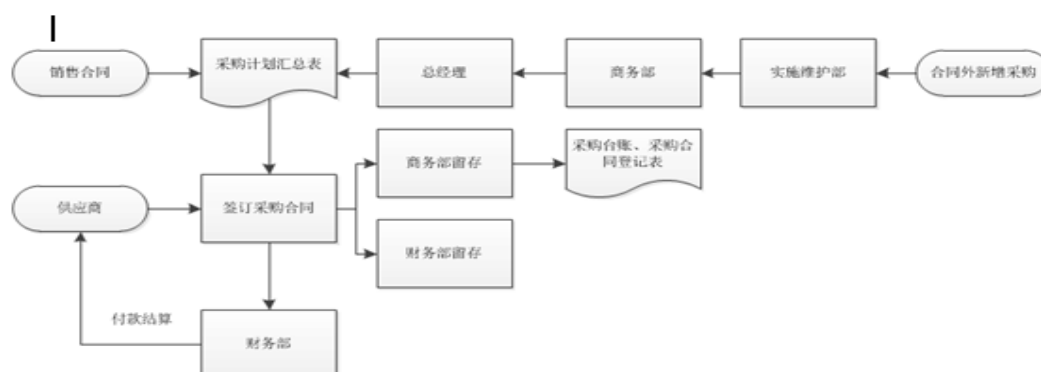 销售合同
采购计划汇总表
总经理
商务部
实施维护部
合同外新增采购
商务部留存
采购台账、采购合
同登记表
供应商
签订采购合同
财务部留存
付款结算
财务部